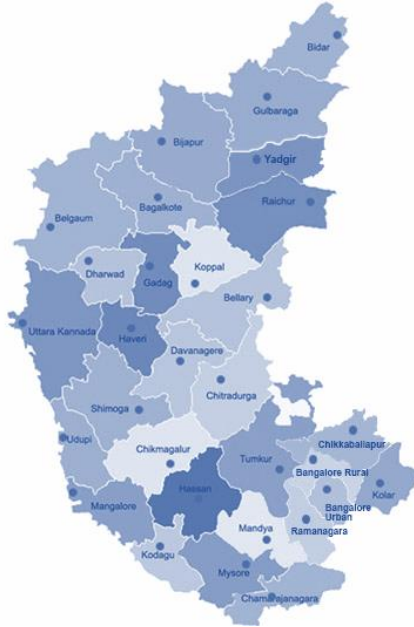 Bidar
Gulbarga
Bijapur
Yadgir
Raichur
Bagalkote
Belgaum
Koppal
Dharwad
Gadag
Bellary
Uttara Kannada
Haveri
Davanagere
Chitradurga
Shimoga
Udupi
Chikmagalur
Chikkaballapur
Tumkur
Bangalore Rural
Kolar
Hassan
Mangalore
Bangalore
Urban
Mandya
Ramanagara
Kodagu
Mysore
Chamarajanagara